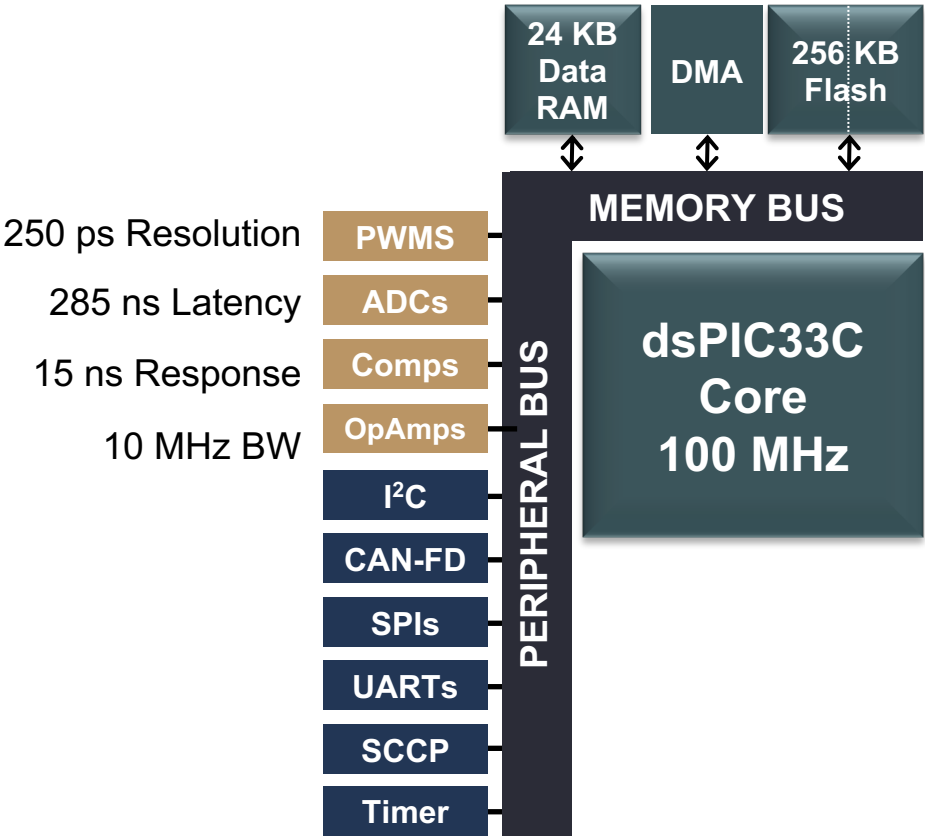 24 KB
Data
RAM
DMA
256 KB
Flash
MEMORY BUS
250 ps Resolution
PWMS
285 ns Latency
ADCs
15 ns Response
Comps
10 MHz BW
OpAmps
I²C
CAN-FD
SPIs
UARTs
SCCP
Timer
PERIPHERAL BUS
dsPIC33C
Core
100 MHz